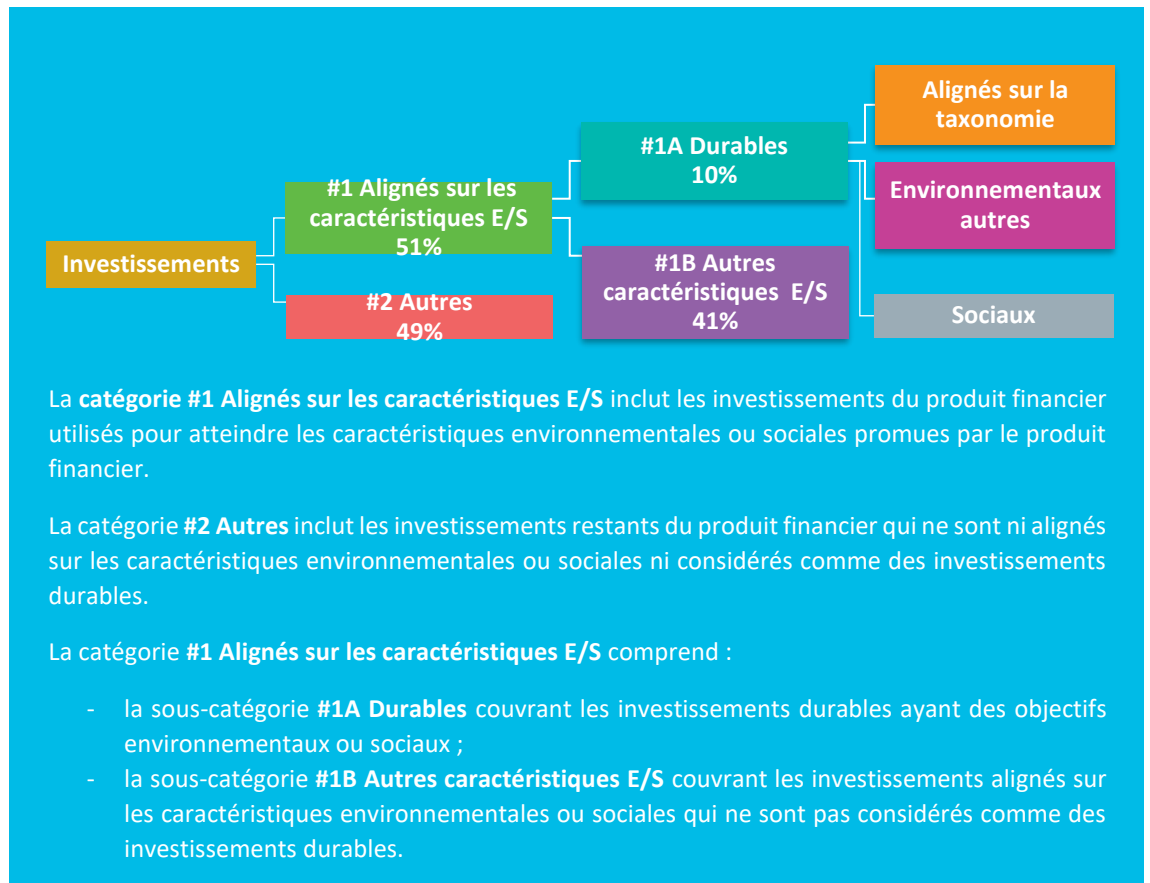 Alignés sur la
taxonomie
#1A Durables
10%
#1 Alignés sur les
caractéristiques E/S
51%
Environnementaux
autres
Investissements
#1B Autres
caractéristiques E/S
41%
#2 Autres
49%
Sociaux
La catégorie #1 Alignés sur les caractéristiques E/S inclut les investissements du produit financier
utilisés pour atteindre les caractéristiques environnementales ou sociales promues par le produit
financier.
La catégorie #2 Autres inclut les investissements restants du produit financier qui ne sont ni alignés
sur les caractéristiques environnementales ou sociales ni considérés comme des investissements
durables.
La catégorie #1 Alignés sur les caractéristiques E/S comprend :
- la sous-catégorie #1A Durables couvrant les investissements durables ayant des objectifs
environnementaux ou sociaux ;
- la sous-catégorie #1B Autres caractéristiques E/S couvrant les investissements alignés sur
les caractéristiques environnementales ou sociales qui ne sont pas considérés comme des
investissements durables.